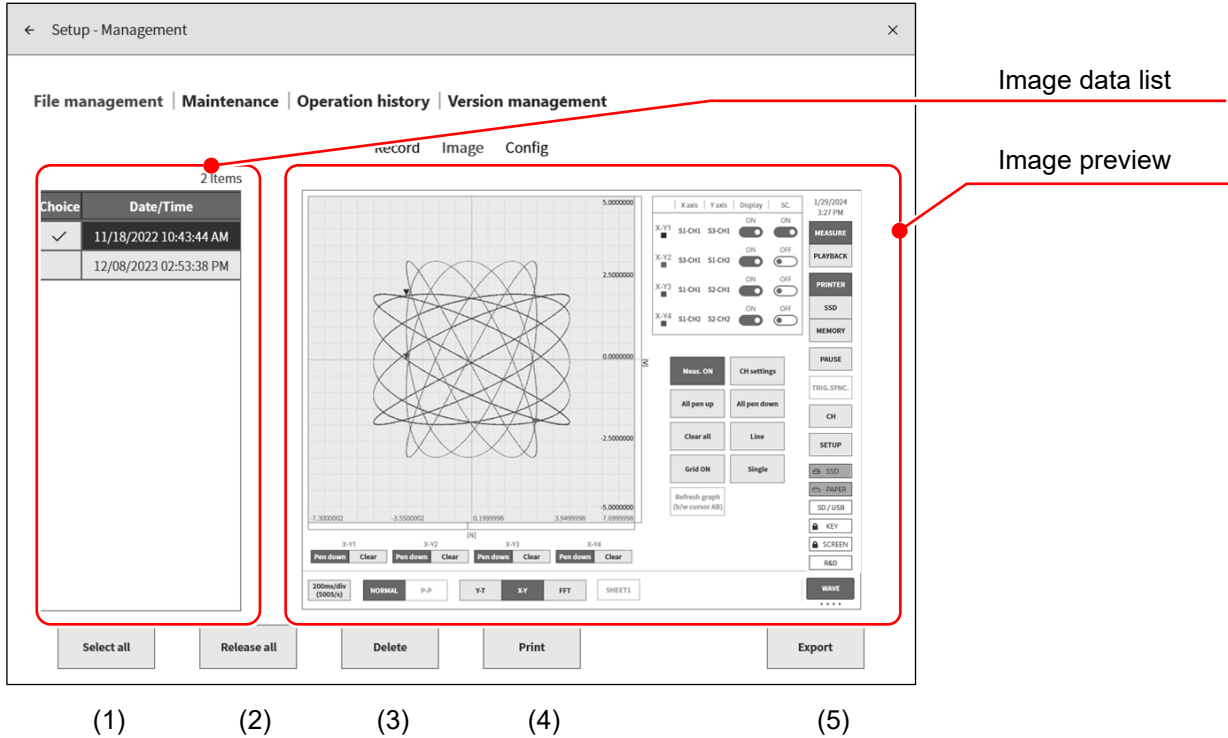 ← Setup - Management ×
Image data list
File management | Maintenance | Operation history | Version management
Record Image Config
Image preview
2 Items
Choice Date/Time
✓ 11/18/2022 10:43:44 AM
12/08/2023 02:53:38 PM
5.0000000
2.5000000
0.0000000
[V]
-2.5000000
-5.0000000
-7.3000002 -3.5500002 0.1999998 3.9499998 7.6999998
[N]
X-Y1 X-Y2 X-Y3 X-Y4
Pen down Clear Pen down Clear Pen down Clear Pen down Clear
X axis | Y axis | Display | SC.
ON ON
X-Y1 S1-CH1 S3-CH1
ON OFF
X-Y2 S3-CH1 S1-CH2
ON OFF
X-Y3 S1-CH1 S2-CH1
ON OFF
X-Y4 S1-CH2 S2-CH2
Meas. ON CH settings
All pen up All pen down
Clear all Line
Grid ON Single
Refresh graph
(b/w cursor AB)
1/29/2024
3:27 PM
MEASURE
PLAYBACK
PRINTER
SSD
MEMORY
PAUSE
TRIG.SYNC.
CH
SETUP
SSD
PAPER
SD / USB
KEY
SCREEN
R&D
200ms/div
(500S/s)
NORMAL P-P Y-T X-Y FFT SHEET1 WAVE
Select all Release all Delete Print Export
(1) (2) (3) (4) (5)